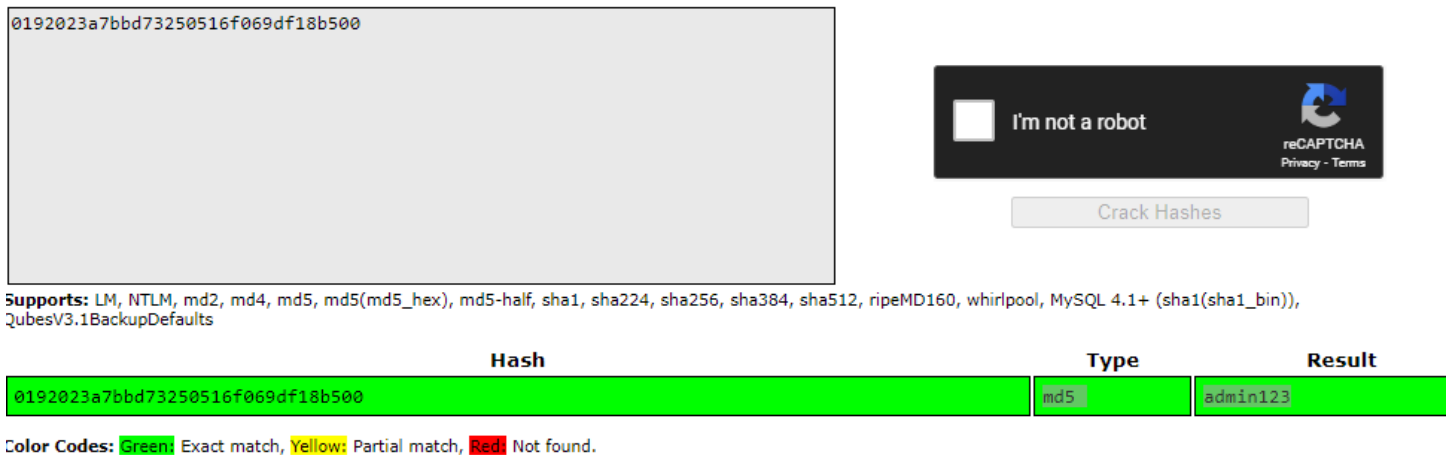 0192023a7bbd73250516f069df18b500
I'm not a robot
reCAPTCHA
Privacy - Terms
Crack Hashes
Supports: LM, NTLM, md2, md4, md5, md5(md5_hex), md5-half, sha1, sha224, sha256, sha384, sha512, ripeMD160, whirlpool, MySQL 4.1+ (sha1(sha1_bin)),
QubesV3.1BackupDefaults
Hash Type Result
0192023a7bbd73250516f069df18b500 md5 admin123
Color Codes: Green: Exact match, Yellow: Partial match, Red: Not found.